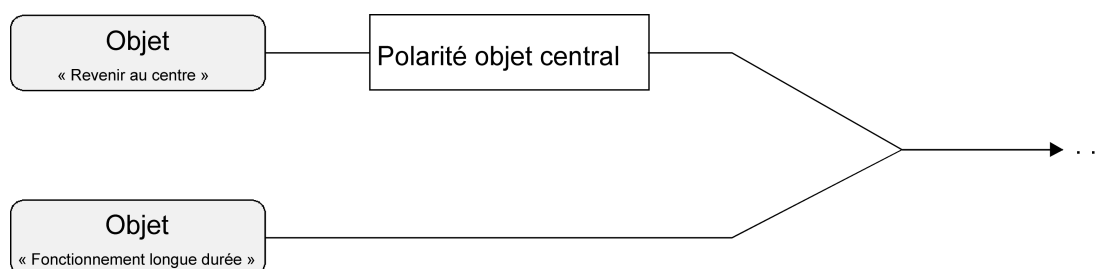 Objet
« Revenir au centre »
Polarité objet central
. .
Objet
« Fonctionnement longue durée »